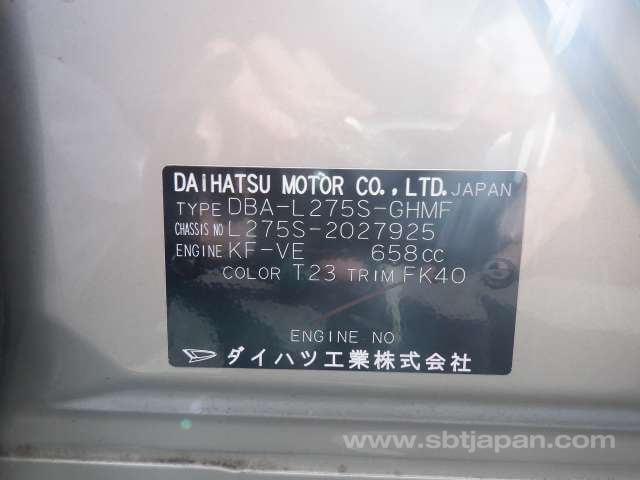 DAIHATSU MOTOR CO.,LTD. JAPAN
TYPE DBA-L275S-GHMF
CHASSIS NO L275S-2027925
ENGINE KF-VE 658CC
COLOR T23 TRIM FK40
ENGINE NO
ダイハツ工業株式会社
www.sbtjapan.com